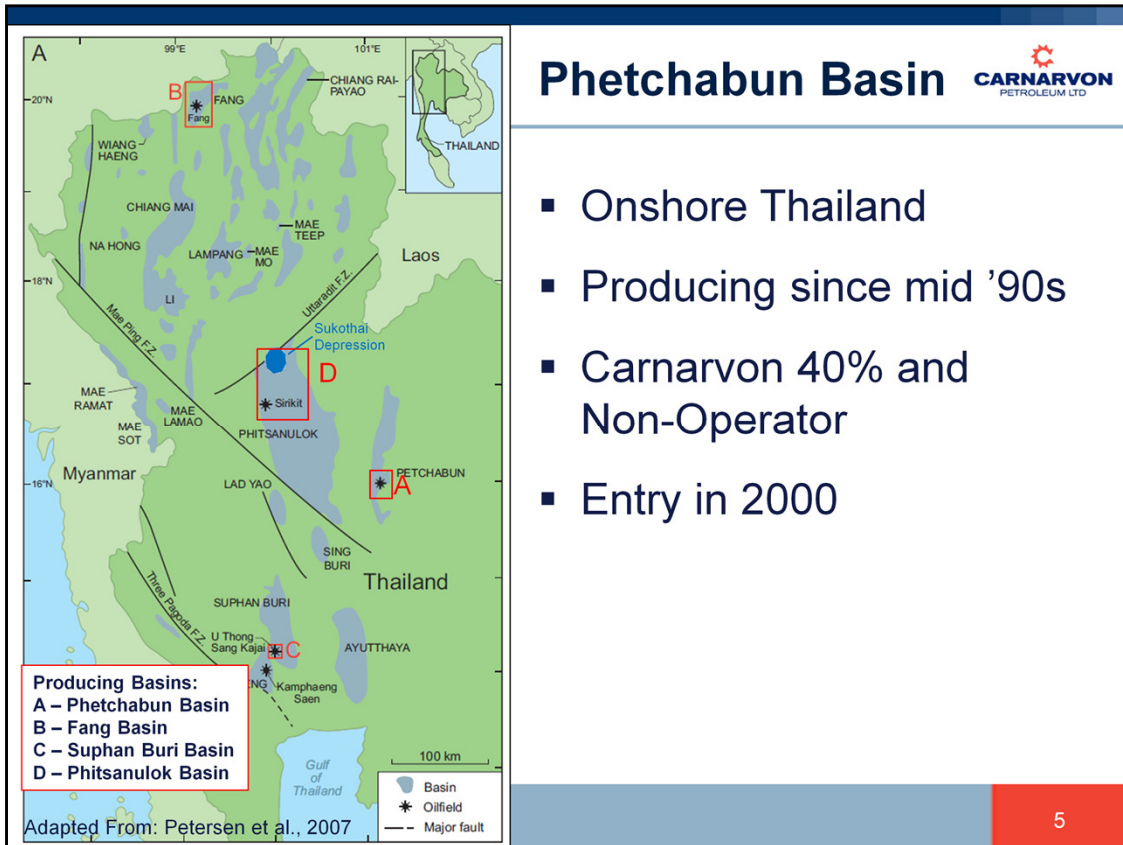 A
99°E
101°E
20°N
18°N
16°N
B
FANG
Fang
CHIANG RAI-
PAYAO
THAILAND
WIANG
HAENG
CHIANG MAI
NA HONG
LAMPANG
MAE
MO
MAE
TEEP
Laos
LI
Uttaradit F.Z.
Mae Ping F.Z.
Sukothai
Depression
D
Sirikit
PHITSANULOK
MAE
RAMAT
MAE
SOT
MAE
LAMAO
Myanmar
PETCHABUN
A
LAD YAO
SING
BURI
Thailand
Three Pagoda F.Z.
SUPHAN BURI
U Thong
Sang Kajai
C
AYUTTHAYA
ENG
Kamphaeng
Saen
Producing Basins:
A – Phetchabun Basin
B – Fang Basin
C – Suphan Buri Basin
D – Phitsanulok Basin
Gulf
of
Thailand
100 km
Basin
Oilfield
Major fault
Adapted From: Petersen et al., 2007
Phetchabun Basin
CARNARVON
PETROLEUM LTD
▪ Onshore Thailand
▪ Producing since mid ’90s
▪ Carnarvon 40% and
Non-Operator
▪ Entry in 2000
5